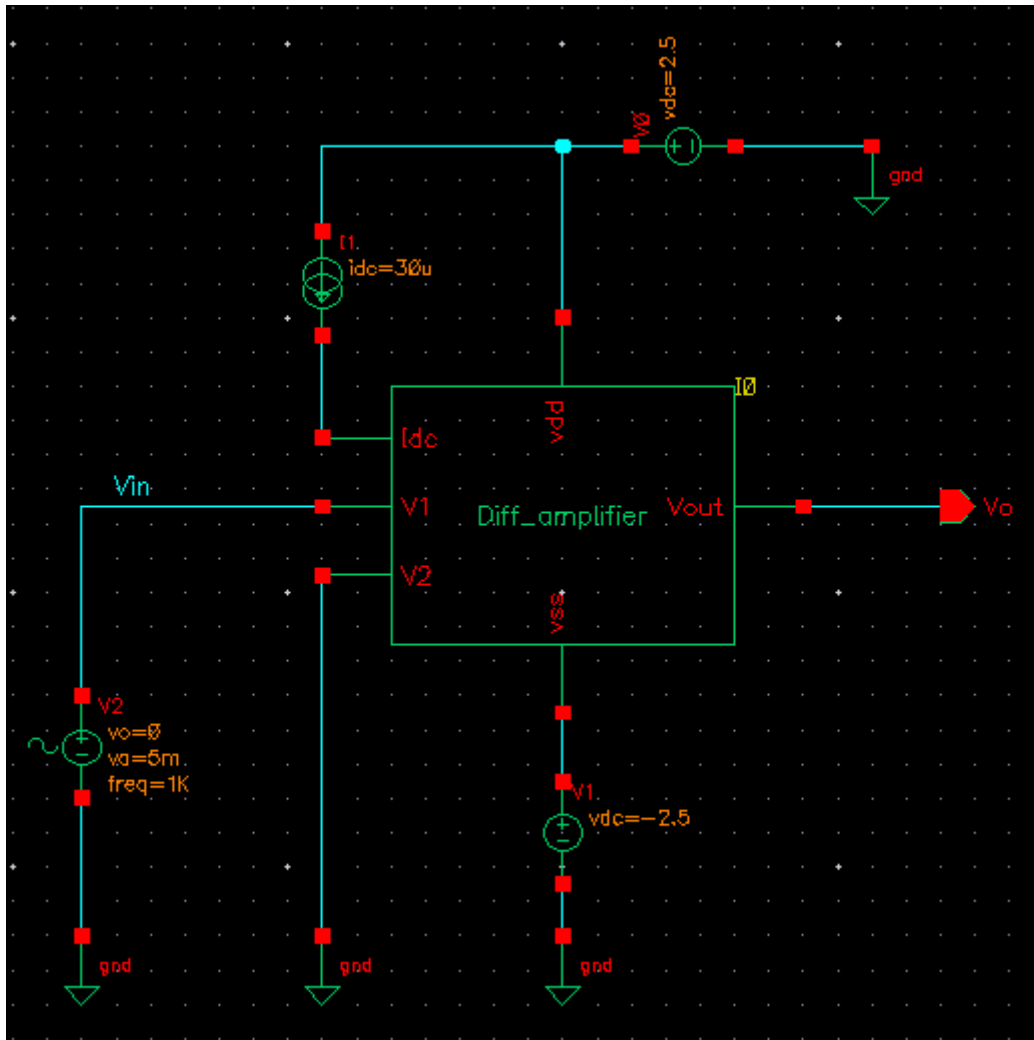 vdc=2.5
V0
gnd
I1
idc=30u
I0
vdd
Idc
Vin
V1
Diff_amplifier
Vout
Vo
V2
vss
V2
vo=0
va=5m
freq=1K
V1
vdc=-2.5
gnd
gnd
gnd